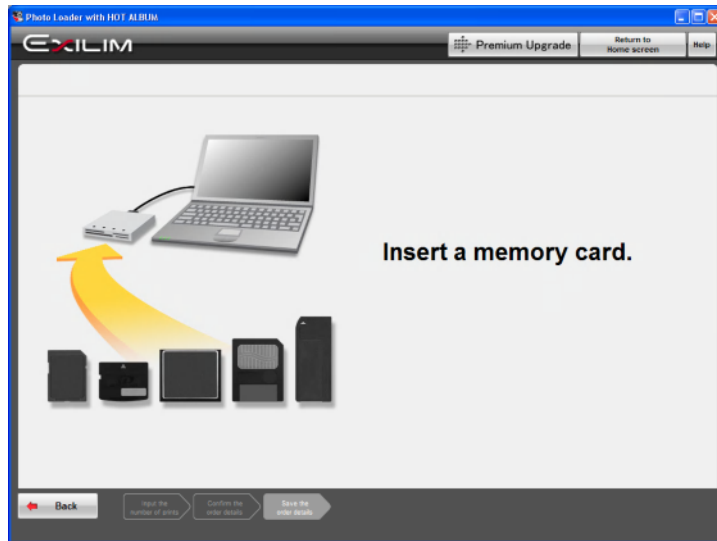 Photo Loader with HOT ALBUM
EXILIM
Premium Upgrade
Return to
Home screen
Help
Insert a memory card.
Back
Input the
number of prints
Confirm the
order details
Save the
order details